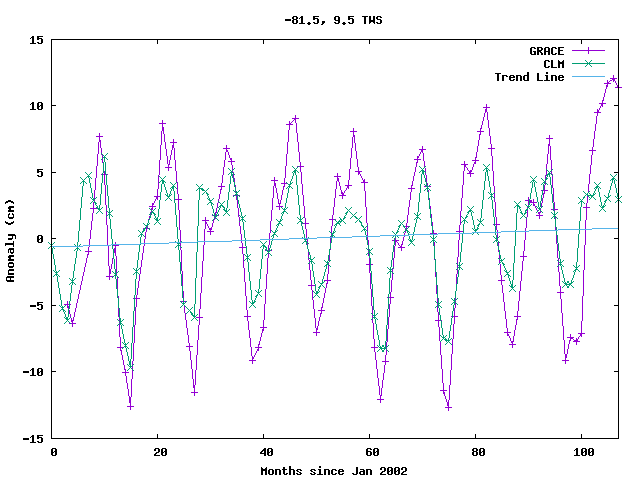 -81.5, 9.5 TWS
GRACE
CLM
Trend Line
15
10
5
0
-5
-10
-15
Anomaly (cm)
0 20 40 60 80 100
Months since Jan 2002